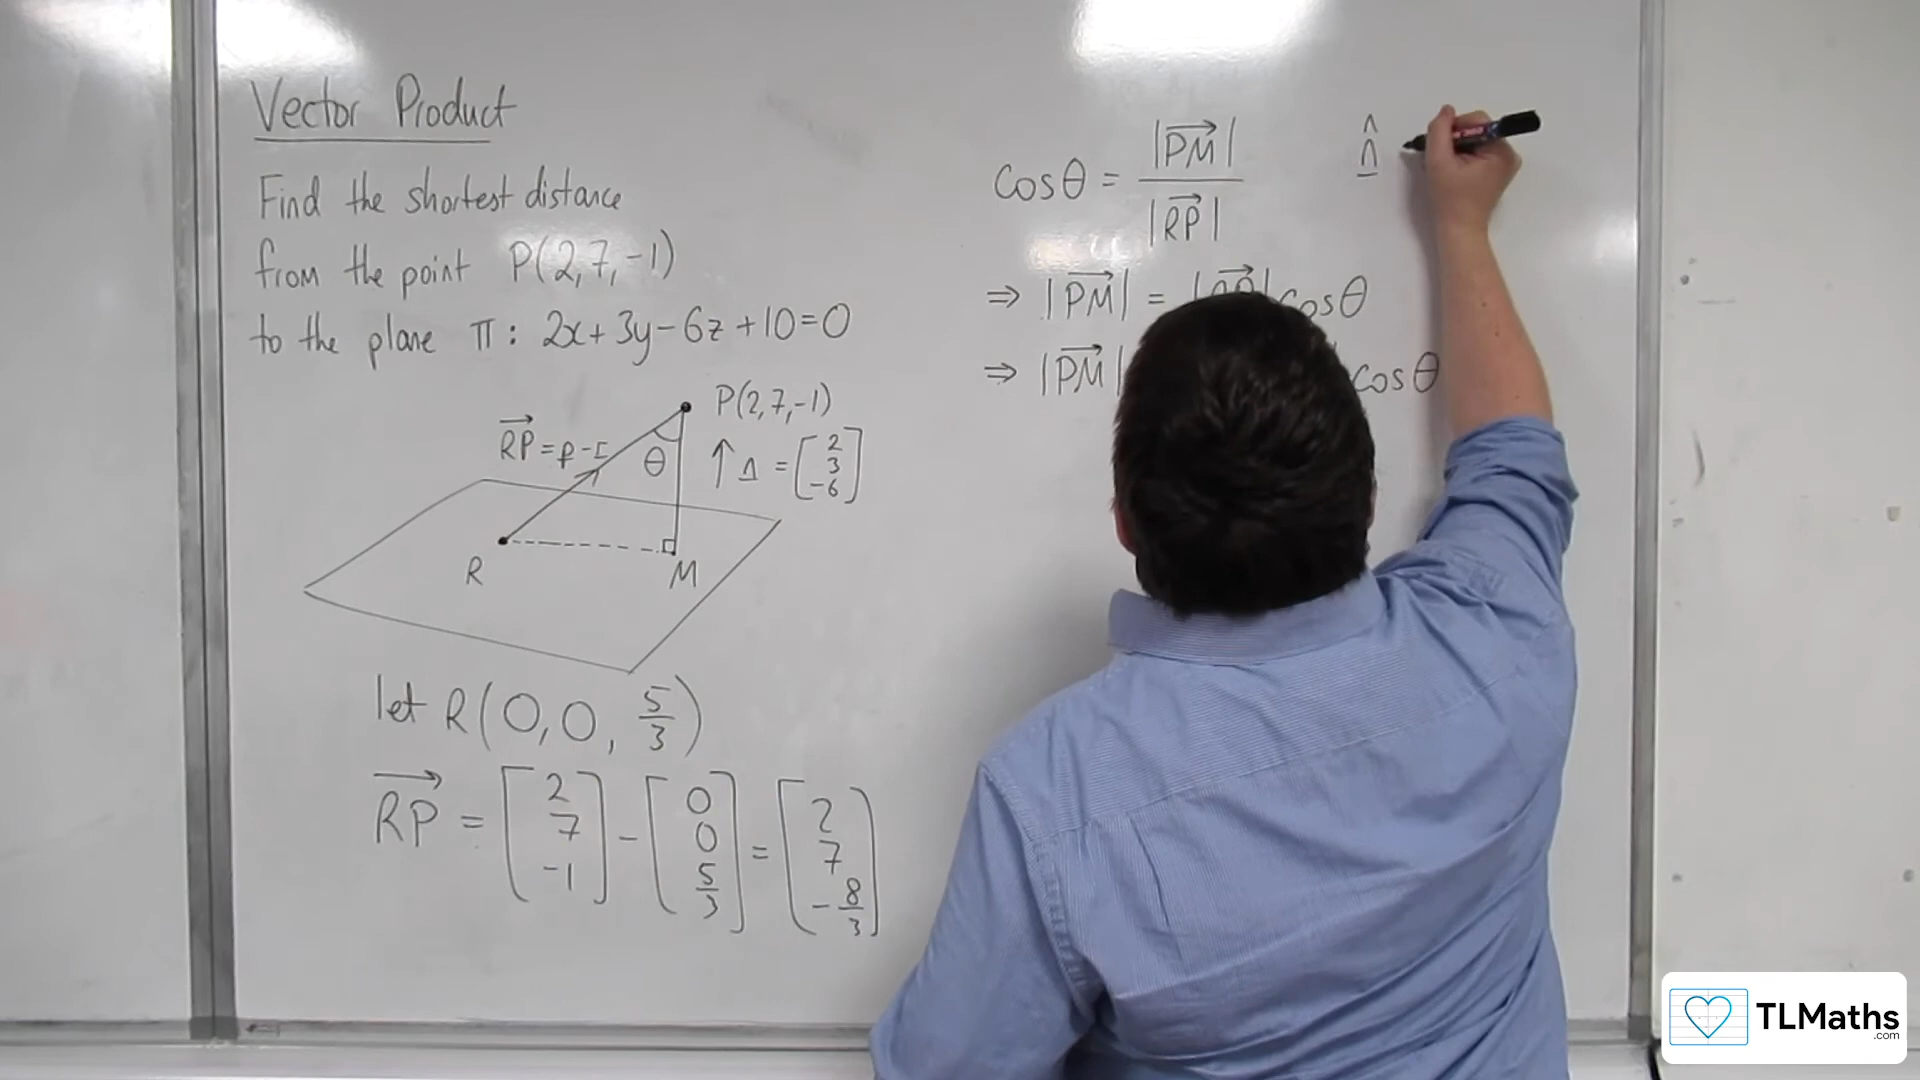 Vector Product
Find the shortest distance
from the point P(2,7,-1)
to the plane π: 2x+3y-6z+10=0
P(2,7,-1)
RP→ = p - r
θ
↑ n = [2 3 -6]
R
M
let R(0,0,5/3)
RP→ = [2 7 -1] - [0 0 5/3] = [2 7 -8/3]
cosθ = |PM→| / |RP→|
n̂
⇒ |PM→| = cosθ
⇒ |PM→| cosθ
TLMaths
.com